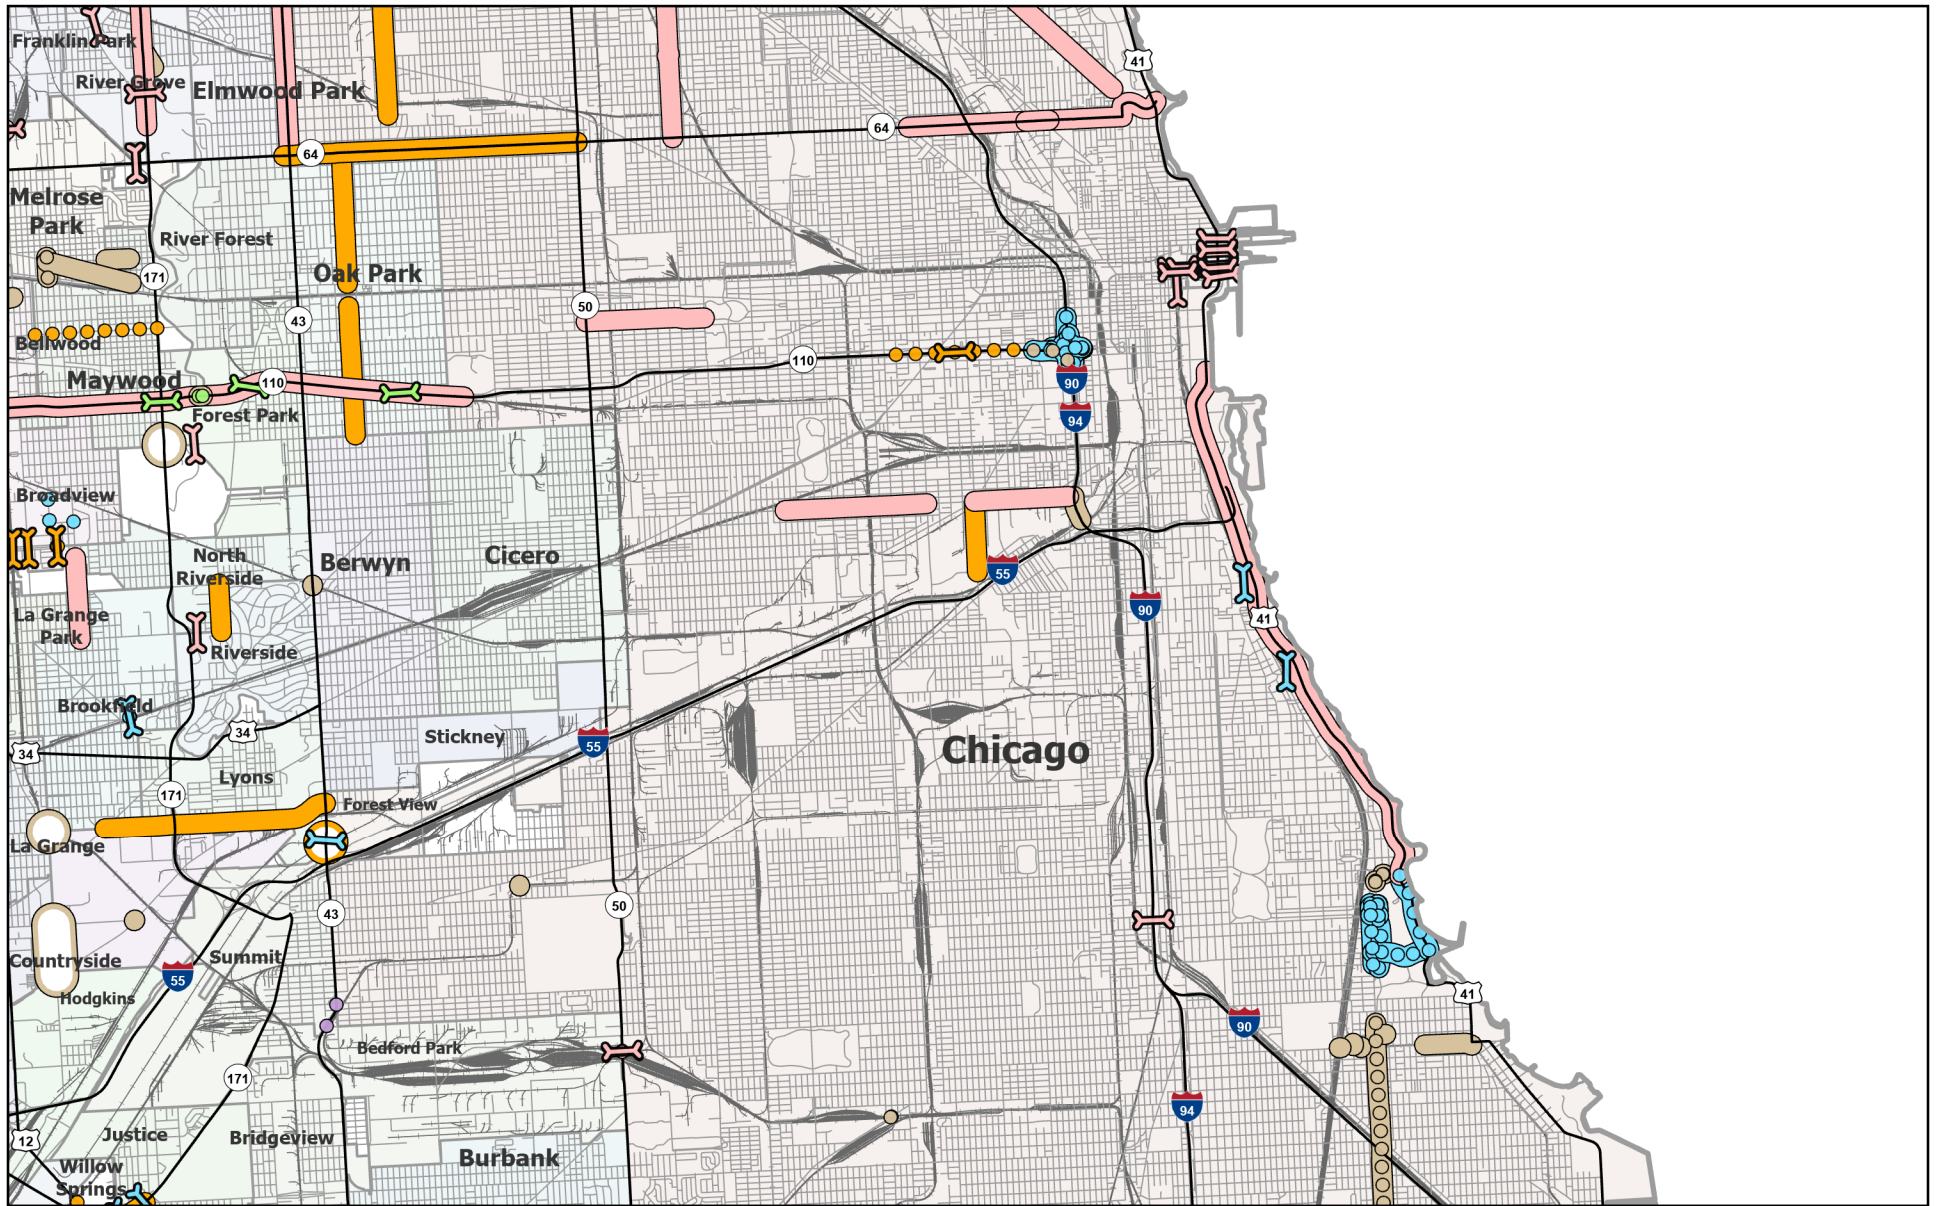 Franklin Park
41
River Grove
Elmwood Park
64
64
Melrose
Park
River Forest
Oak Park
171
50
43
Bellwood
110
Maywood
110
90
Forest Park
94
Broadview
North
Riverside
Berwyn
Cicero
55
90
La Grange
Park
41
Riverside
Brookfield
34
34
Stickney
55
Chicago
Lyons
171
Forest View
La Grange
43
50
Countryside
Summit
55
Hodgkins
41
90
Bedford Park
171
94
12
Justice
Bridgeview
Burbank
Willow
Springs